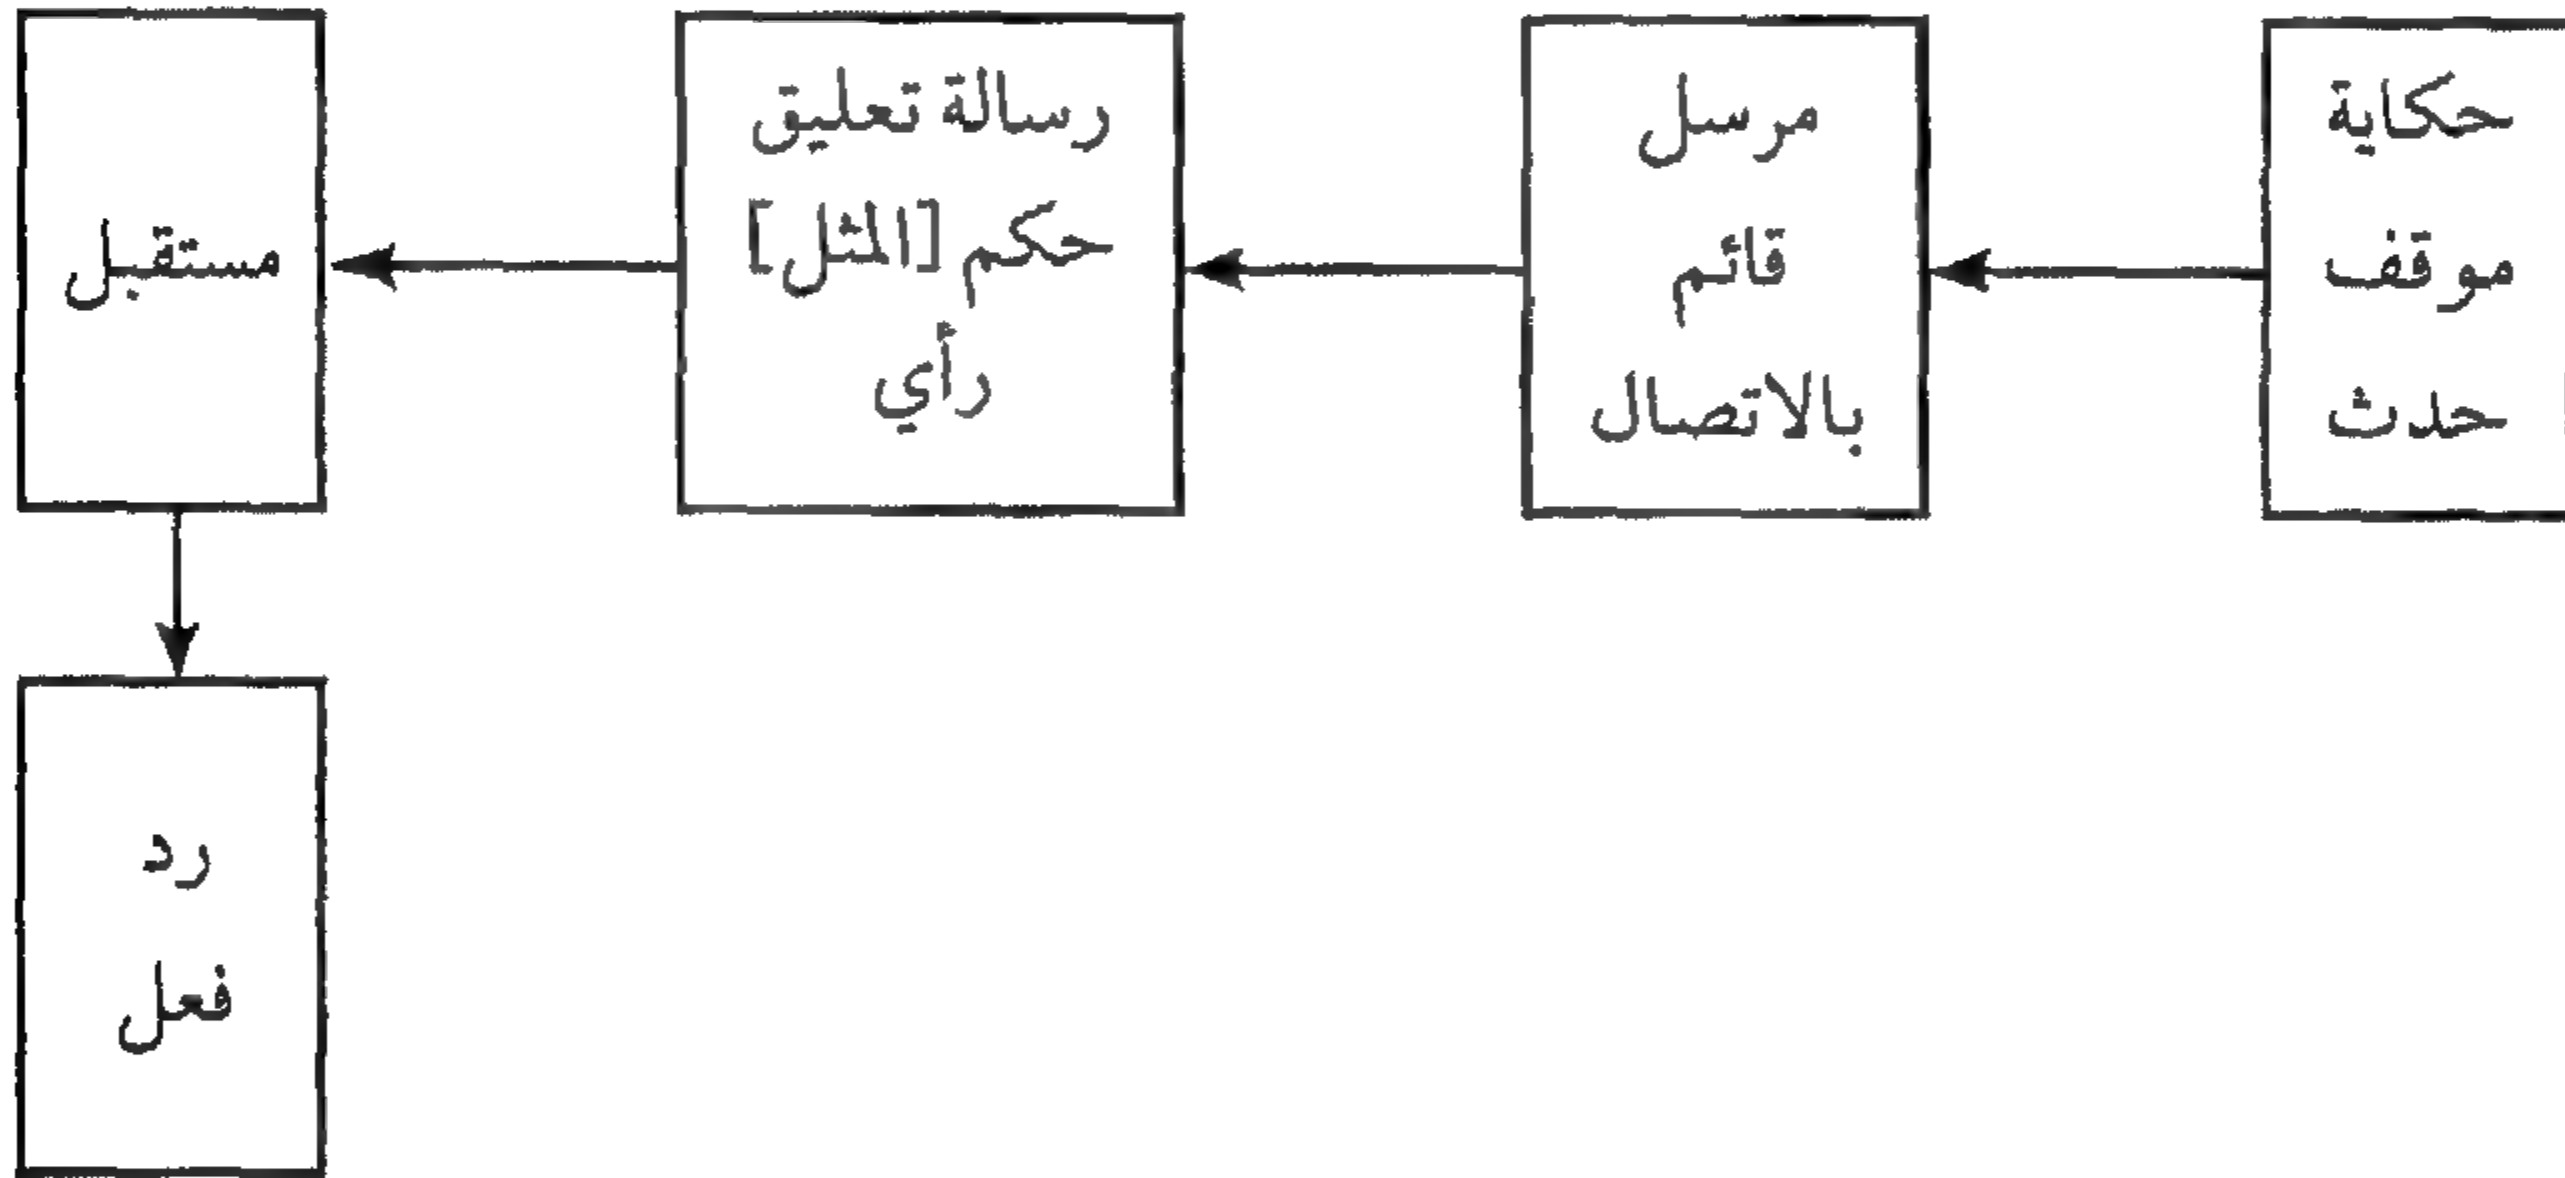 حكاية
موقف
حدث
مرسل
قائم
بالاتصال
رسالة تعليق
حكم [المثل]
رأي
مستقبل
رد
فعل